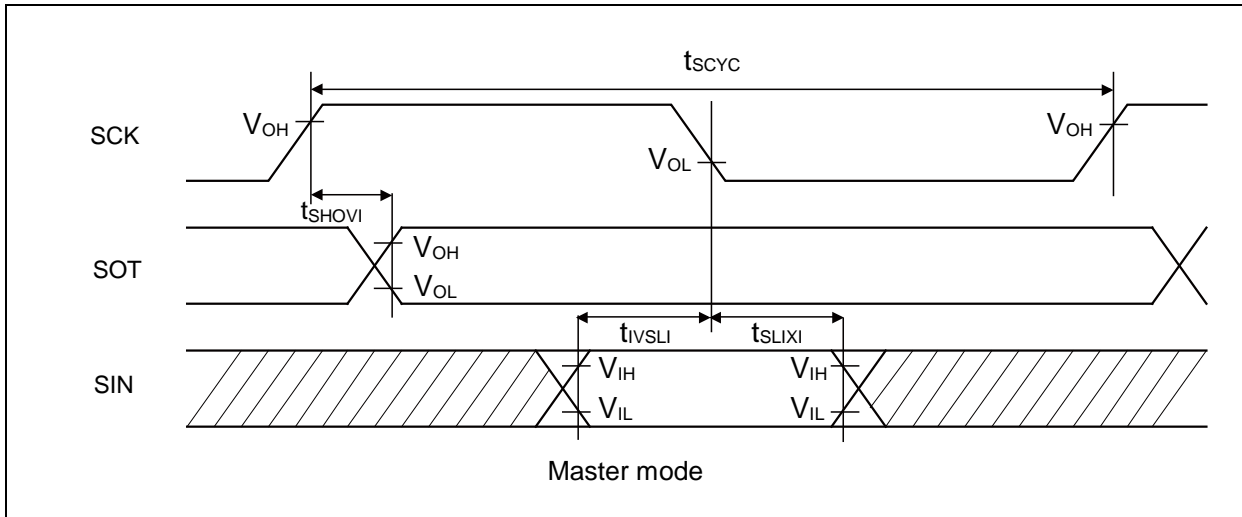 tSCYC
SCK
VOH
VOL
VOH
tSHOVI
SOT
VOH
VOL
tIVSLI
tSLIXI
SIN
VIH
VIL
VIH
VIL
Master mode